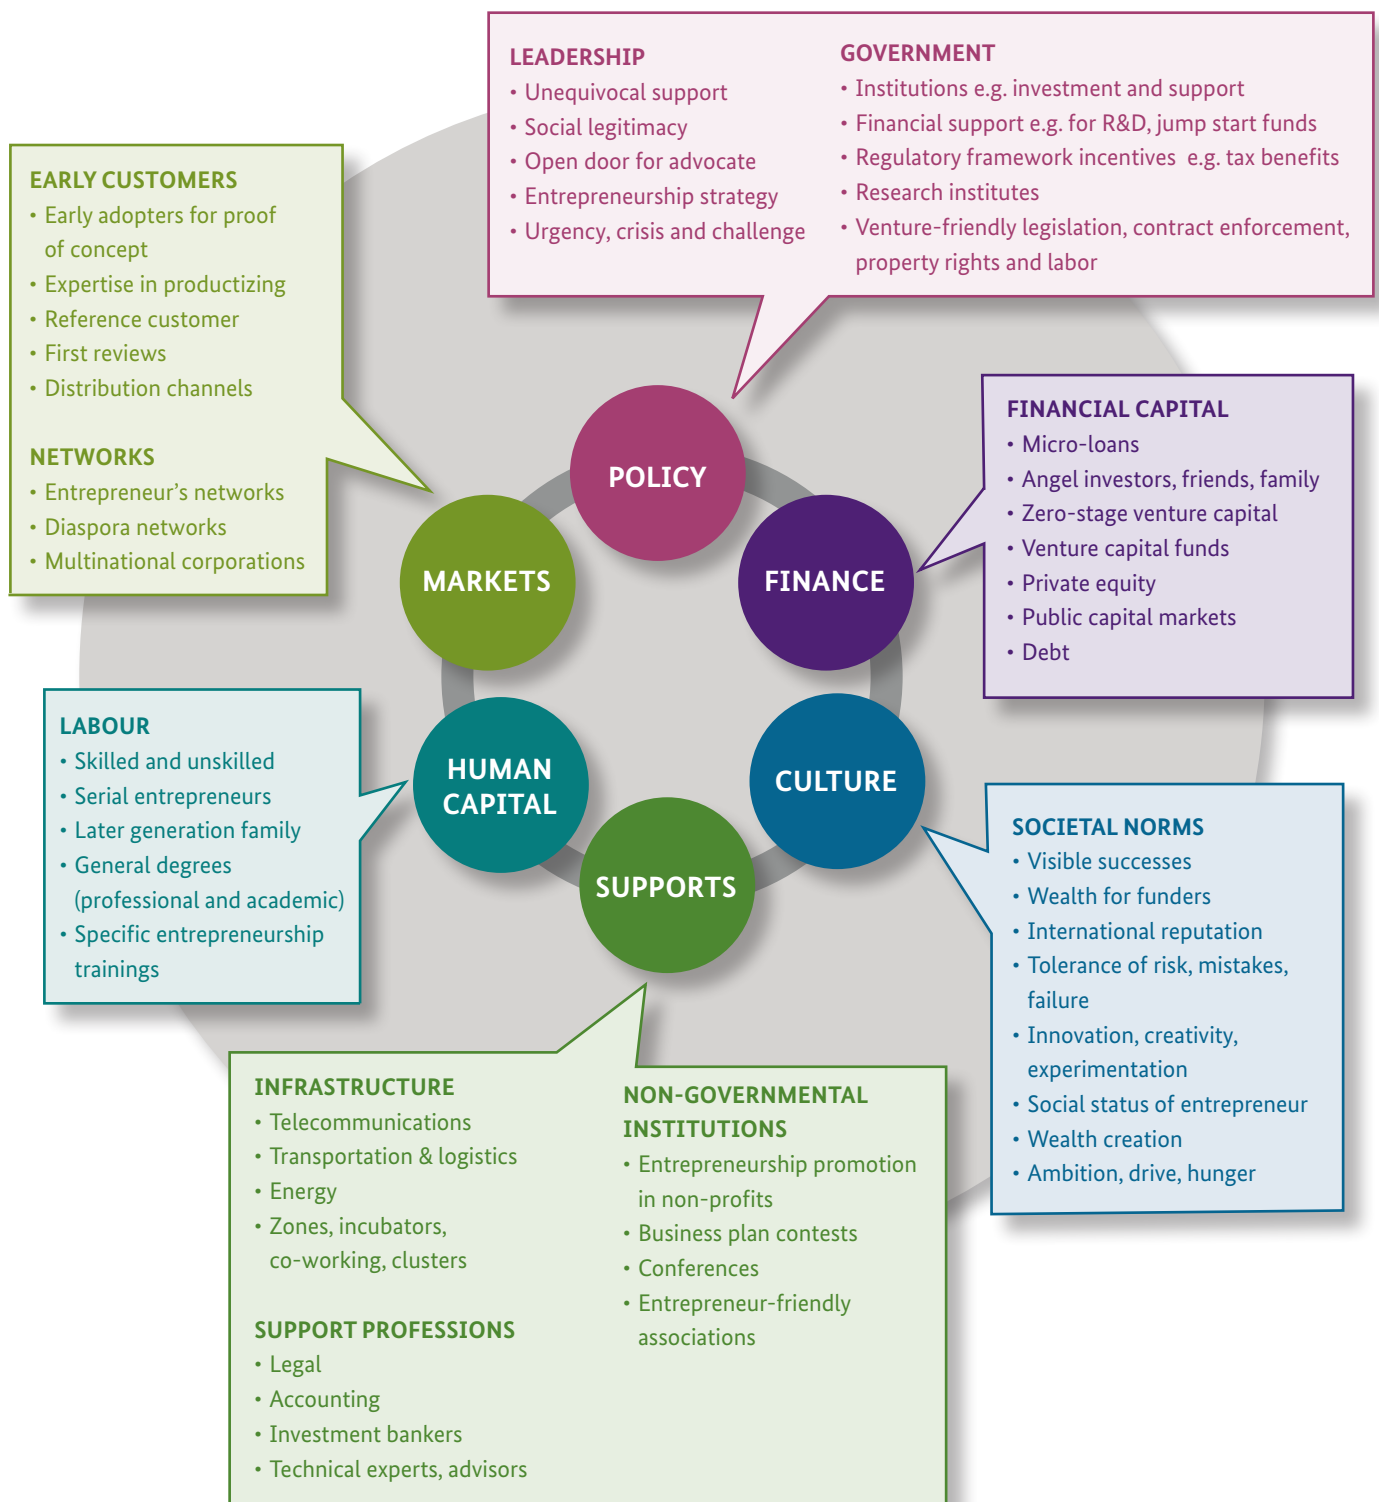 LEADERSHIP
• Unequivocal support
• Social legitimacy
• Open door for advocate
• Entrepreneurship strategy
• Urgency, crisis and challenge
GOVERNMENT
• Institutions e.g. investment and support
• Financial support e.g. for R&D, jump start funds
• Regulatory framework incentives e.g. tax benefits
• Research institutes
• Venture-friendly legislation, contract enforcement,
property rights and labor
EARLY CUSTOMERS
• Early adopters for proof
of concept
• Expertise in productizing
• Reference customer
• First reviews
• Distribution channels
NETWORKS
• Entrepreneur's networks
• Diaspora networks
• Multinational corporations
FINANCIAL CAPITAL
• Micro-loans
• Angel investors, friends, family
• Zero-stage venture capital
• Venture capital funds
• Private equity
• Public capital markets
• Debt
POLICY
MARKETS
FINANCE
HUMAN
CAPITAL
CULTURE
SUPPORTS
LABOUR
• Skilled and unskilled
• Serial entrepreneurs
• Later generation family
• General degrees
(professional and academic)
• Specific entrepreneurship
trainings
SOCIETAL NORMS
• Visible successes
• Wealth for funders
• International reputation
• Tolerance of risk, mistakes,
failure
• Innovation, creativity,
experimentation
• Social status of entrepreneur
• Wealth creation
• Ambition, drive, hunger
INFRASTRUCTURE
• Telecommunications
• Transportation & logistics
• Energy
• Zones, incubators,
co-working, clusters
SUPPORT PROFESSIONS
• Legal
• Accounting
• Investment bankers
• Technical experts, advisors
NON-GOVERNMENTAL
INSTITUTIONS
• Entrepreneurship promotion
in non-profits
• Business plan contests
• Conferences
• Entrepreneur-friendly
associations